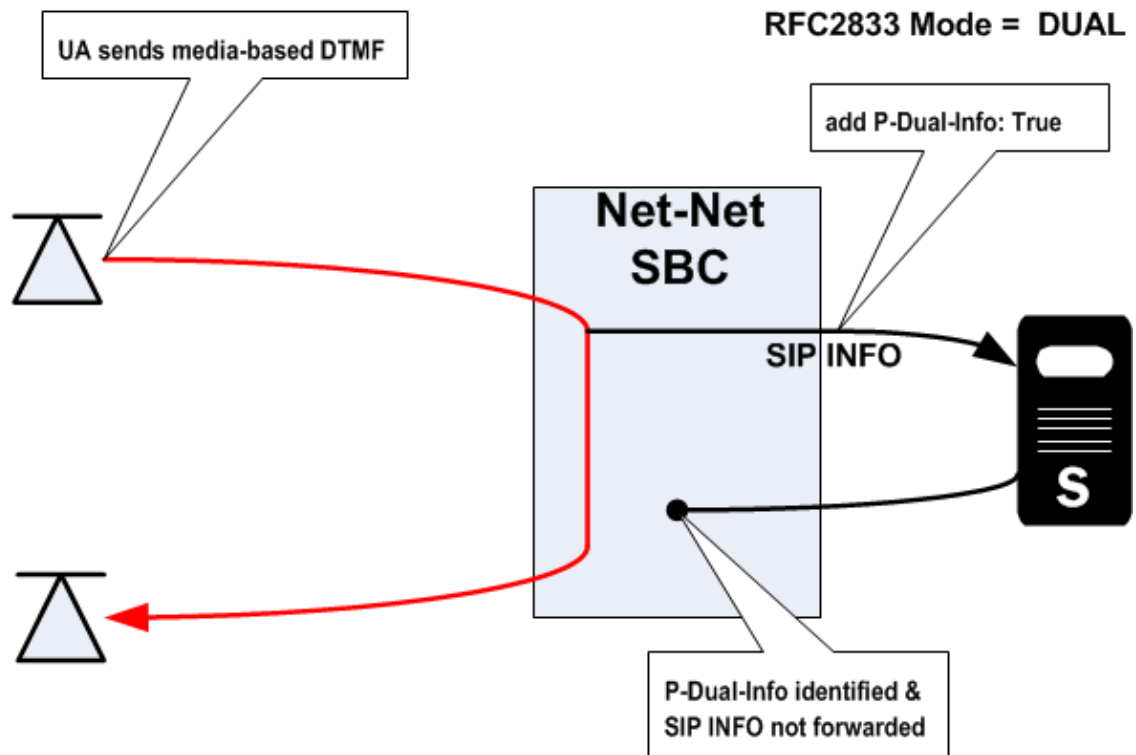 RFC2833 Mode = DUAL
UA sends media-based DTMF
add P-Dual-Info: True
Net-Net
SBC
SIP INFO
S
P-Dual-Info identified &
SIP INFO not forwarded